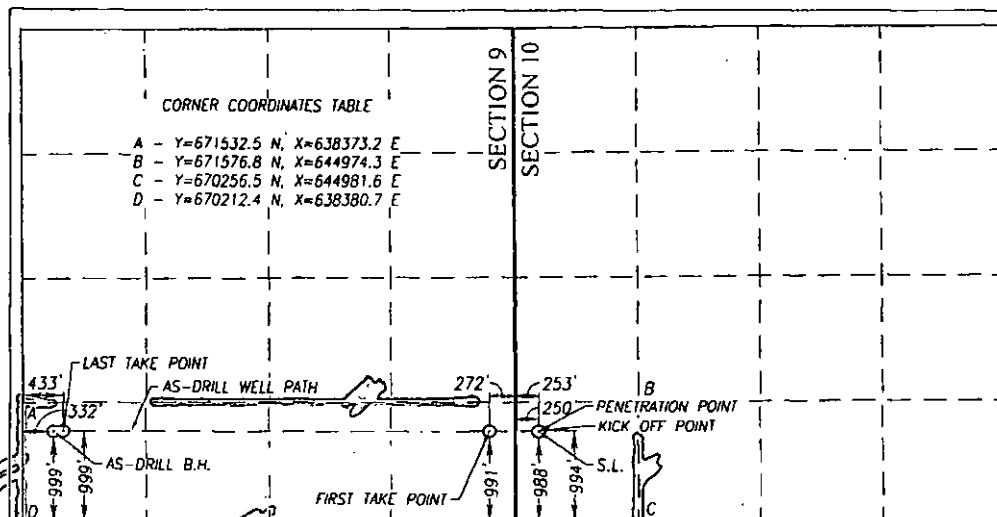 SECTION 9
SECTION 10
CORNER COORDINATES TABLE
A - Y=671532.5 N, X=638373.2 E
B - Y=671576.8 N, X=644974.3 E
C - Y=670256.5 N, X=644981.6 E
D - Y=670212.4 N, X=638380.7 E
LAST TAKE POINT
433'
AS-DRILL WELL PATH
272'
253'
B
A
332'
250
PENETRATION POINT
KICK OFF POINT
AS-DRILL B.H.
S.L.
999'
999'
991'
988'
994'
FIRST TAKE POINT
D
C